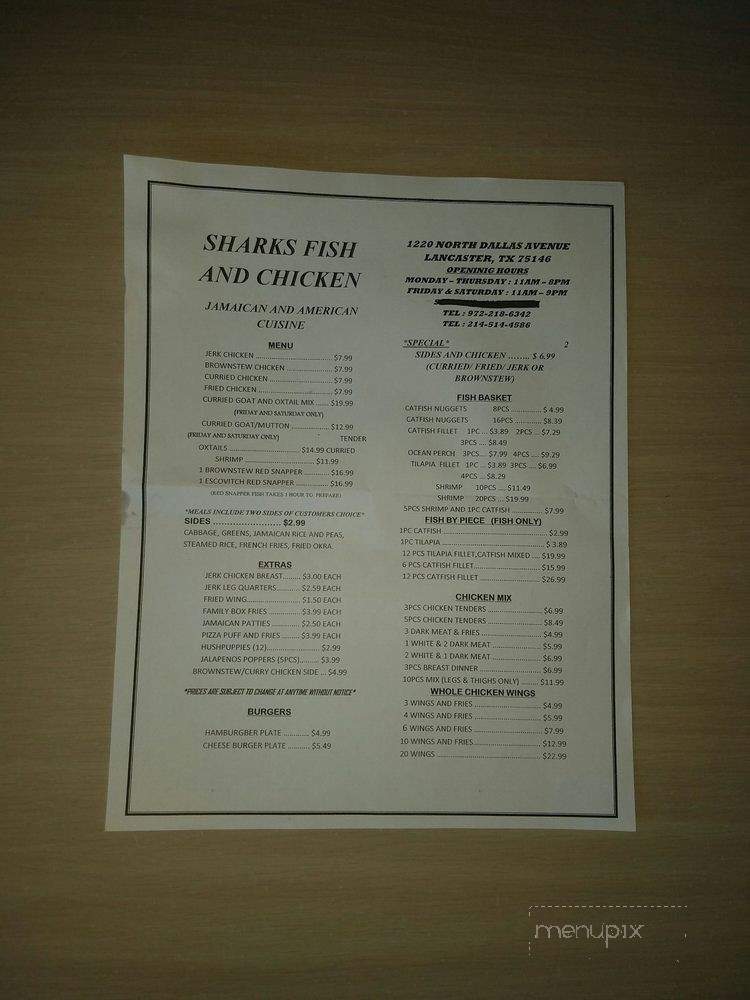 SHARKS FISH
AND CHICKEN
JAMAICAN AND AMERICAN
CUISINE
MENU
JERK CHICKEN ........................................ $7.99
BROWNSTEW CHICKEN ........................ $7.99
CURRIED CHICKEN .................................. $7.99
FRIED CHICKEN ....................................... $7.99
CURRIED GOAT AND OXTAIL MIX ...... $19.99
(FRIDAY AND SATURDAY ONLY)
CURRIED GOAT/MUTTON .................. $12.99
(FRIDAY AND SATURDAY ONLY) TENDER
OXTAILS ................................ $14.99 CURRIED
SHRIMP ............................... $11.99
1 BROWNSTEW RED SNAPPER ........... $16.99
1 ESCOVITCH RED SNAPPER .............. $16.99
(RED SNAPPER FISH TAKES 1 HOUR TO PREPARE)
*MEALS INCLUDE TWO SIDES OF CUSTOMERS CHOICE*
SIDES ........................ $2.99
CABBAGE, GREENS, JAMAICAN RICE AND PEAS,
STEAMED RICE, FRENCH FRIES, FRIED OKRA.
EXTRAS
JERK CHICKEN BREAST........ $3.00 EACH
JERK LEG QUARTERS........... $2.59 EACH
FRIED WING........................ $1.50 EACH
FAMILY BOX FRIES .............. $3.99 EACH
JAMAICAN PATTIES ............. $2.50 EACH
PIZZA PUFF AND FRIES ........ $3.99 EACH
HUSHPUPPIES (12)........................$2.99
JALAPENOS POPPERS (5PCS)......... $3.99
BROWNSTEW/CURRY CHICKEN SIDE ... $4.99
*PRICES ARE SUBJECT TO CHANGE AT ANYTIME WITHOUT NOTICE*
BURGERS
HAMBURGBER PLATE ............ $4.99
CHEESE BURGER PLATE .......... $5.49
1220 NORTH DALLAS AVENUE
LANCASTER, TX 75146
OPENINIG HOURS
MONDAY – THURSDAY : 11AM – 8PM
FRIDAY & SATURDAY : 11AM – 9PM
S
TEL : 972-218-6342
TEL : 214-514-4586
*SPECIAL* 2
SIDES AND CHICKEN ........ $ 6.99
(CURRIED/ FRIED/ JERK OR
BROWNSTEW)
FISH BASKET
CATFISH NUGGETS 8PCS .............. $ 4.99
CATFISH NUGGETS 16PCS .............. $8.39
CATFISH FILLET 1PC ... $3.89 2PCS ... $7.29
3PCS .... $8.49
OCEAN PERCH 3PCS.... $7.99 4PCS .... $9.29
TILAPIA FILLET 1PC ... $3.89 3PCS .... $6.99
4PCS .... $8.29
SHRIMP 10PCS .... $11.49
SHRIMP 20PCS .... $19.99
5PCS SHRIMP AND 1PC CATFISH .............. $7.99
FISH BY PIECE (FISH ONLY)
1PC CATFISH ................................................ $2.99
1PC TILAPIA ................................................ $ 3.89
12 PCS TILAPIA FILLET,CATFISH MIXED .... $19.99
6 PCS CATFISH FILLET............................. $15.99
12 PCS CATFISH FILLET .......................... $26.99
CHICKEN MIX
3PCS CHICKEN TENDERS ......................... $6.99
5PCS CHICKEN TENDERS ......................... $8.49
3 DARK MEAT & FRIES ............................ $4.99
1 WHITE & 2 DARK MEAT ....................... $5.99
2 WHITE & 1 DARK MEAT ....................... $6.99
3PCS BREAST DINNER ............................. $6.99
10PCS MIX (LEGS & THIGHS ONLY) ........ $11.99
WHOLE CHICKEN WINGS
3 WINGS AND FRIES ................................ $4.99
4 WINGS AND FRIES ................................ $5.99
6 WINGS AND FRIES ................................ $7.99
10 WINGS AND FRIES.............................. $12.99
20 WINGS ............................................. $22.99
menupix